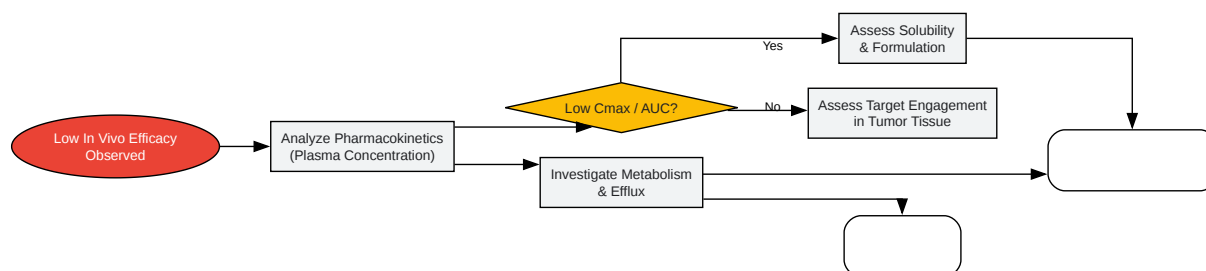 Low In Vivo Efficacy
Observed
Analyze Pharmacokinetics
(Plasma Concentration)
Low Cmax / AUC?
Yes
No
Assess Solubility
& Formulation
Assess Target Engagement
in Tumor Tissue
Investigate Metabolism
& Efflux